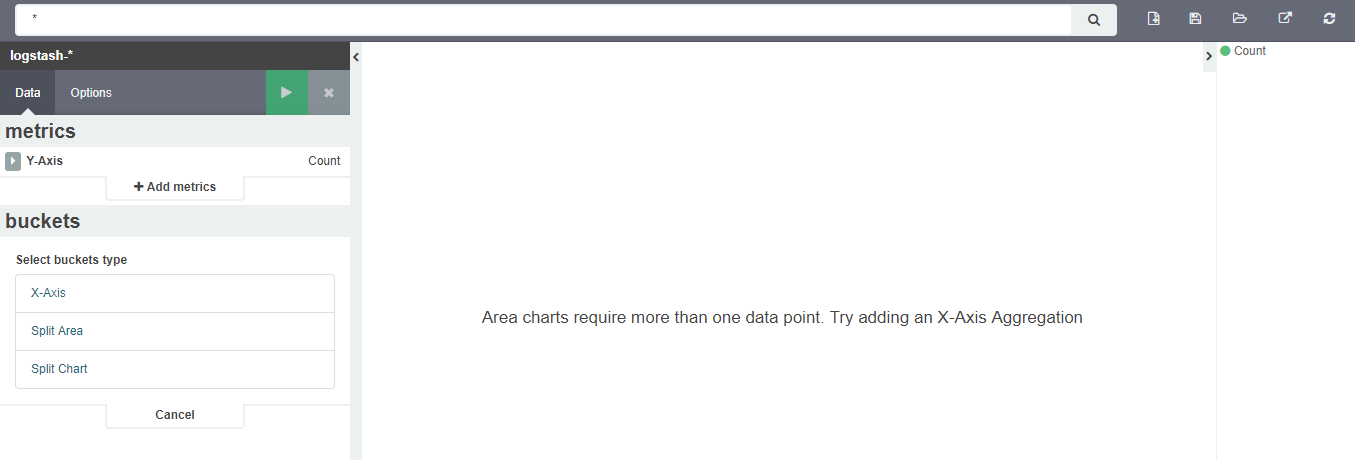 *
logstash-*
Count
Data Options
metrics
Y-Axis Count
Add metrics
buckets
Select buckets type
X-Axis
Split Area
Split Chart
Cancel
Area charts require more than one data point. Try adding an X-Axis Aggregation